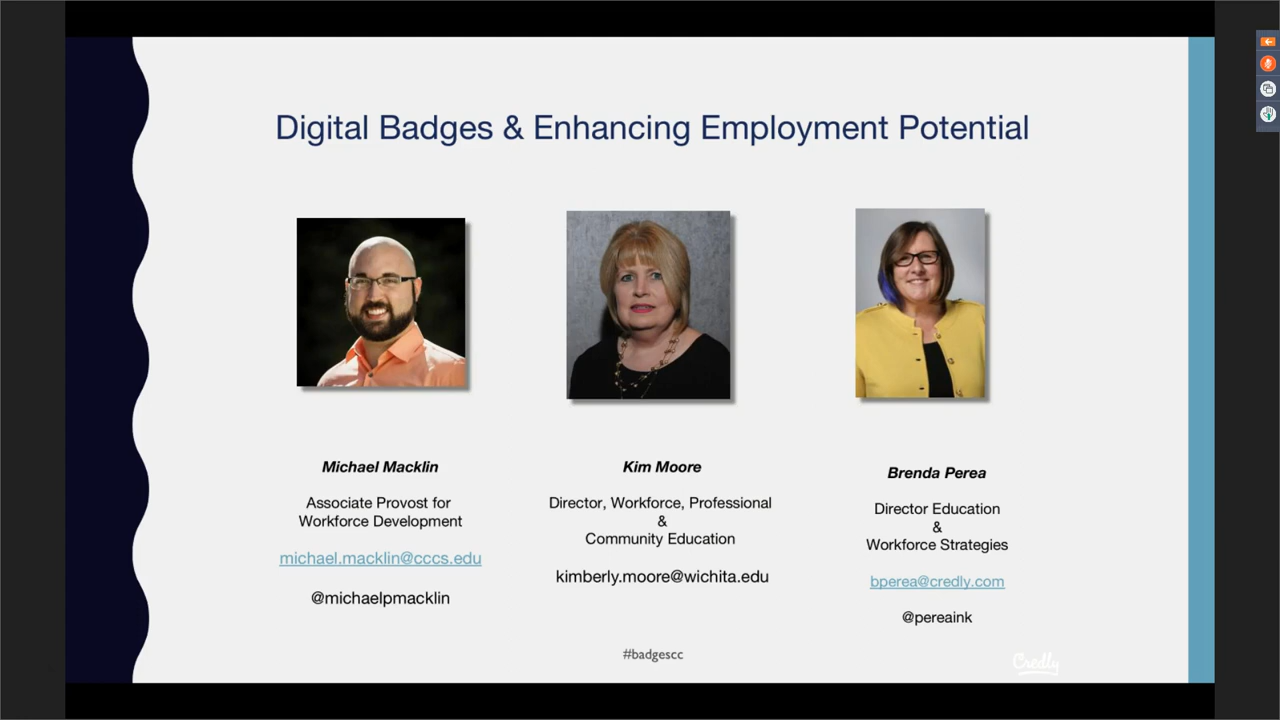 Digital Badges & Enhancing Employment Potential
Michael Macklin
Associate Provost for
Workforce Development
michael.macklin@cccs.edu
@michaelpmacklin
Kim Moore
Director, Workforce, Professional
&
Community Education
kimberly.moore@wichita.edu
Brenda Perea
Director Education
&
Workforce Strategies
bperea@credly.com
@pereaink
#badgescc
Credly